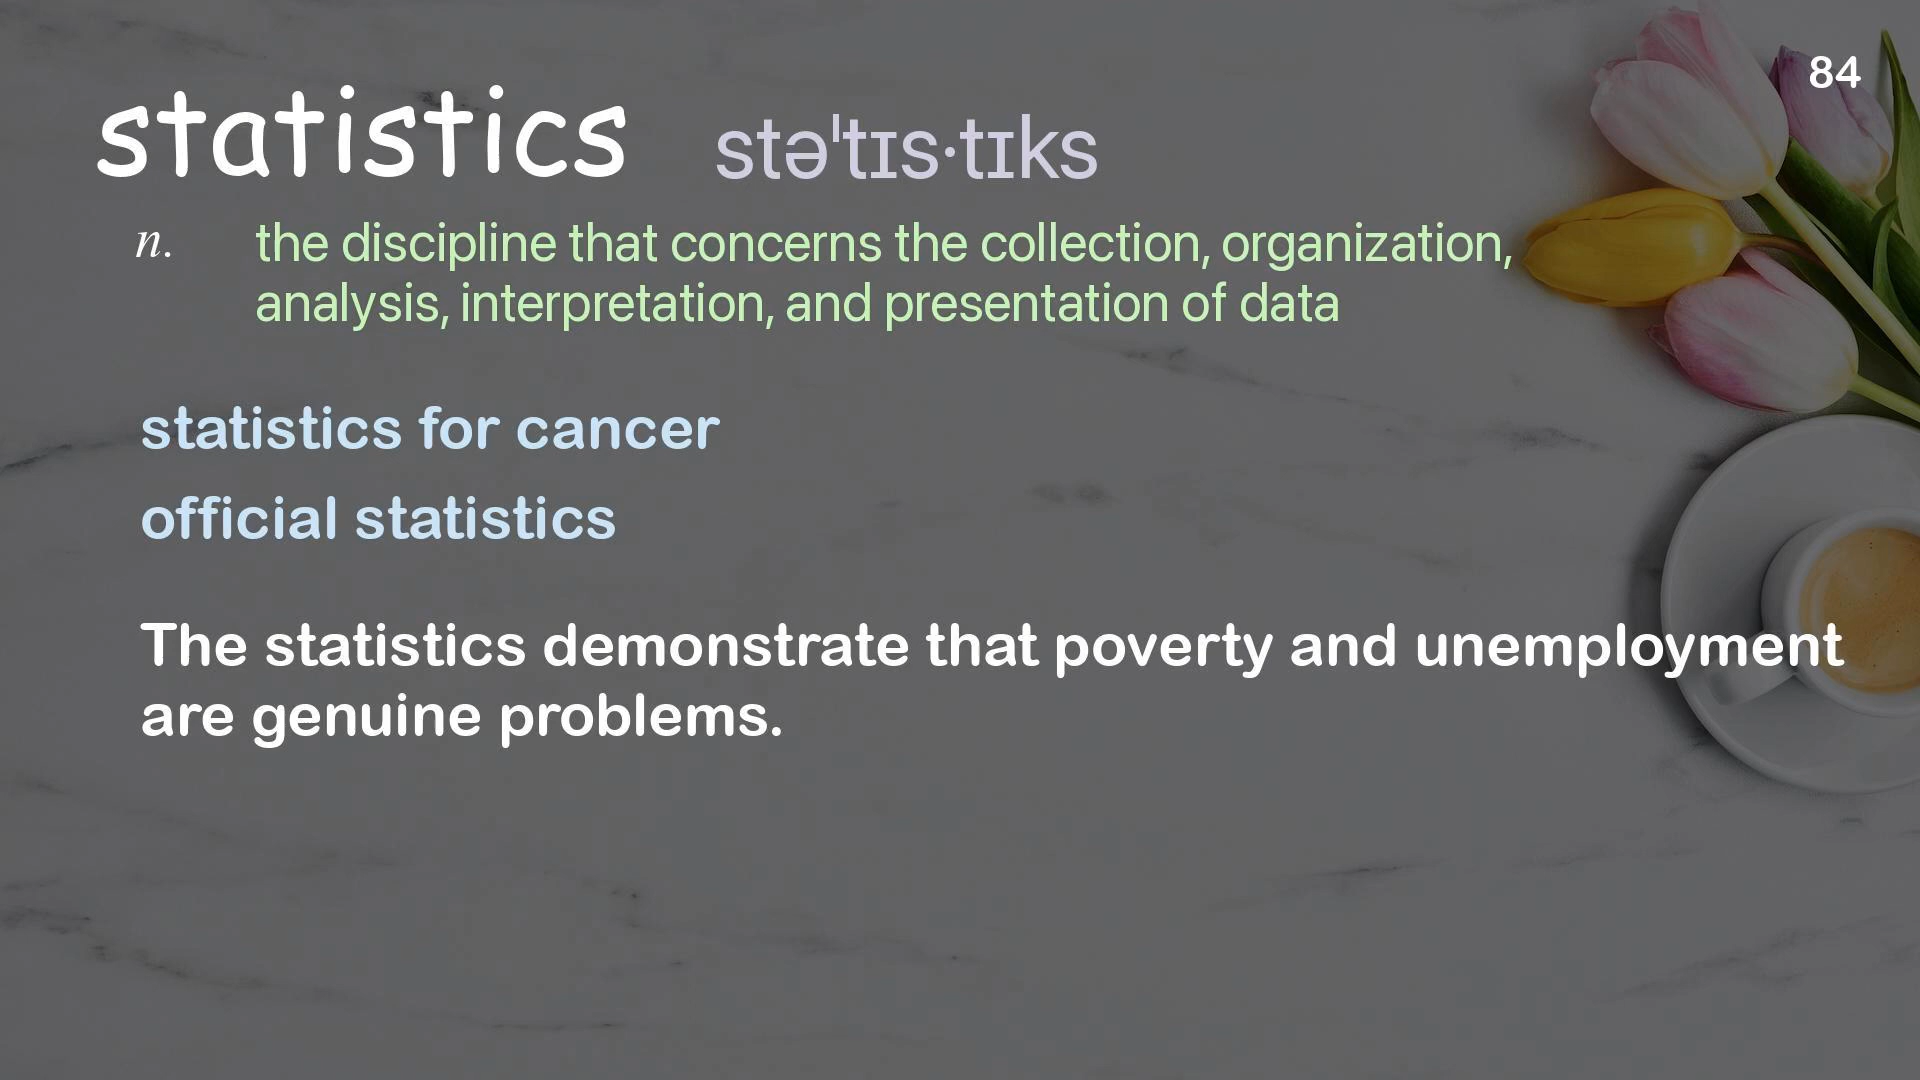 84
statistics stəˈtɪs·tɪks
n. the discipline that concerns the collection, organization,
analysis, interpretation, and presentation of data
statistics for cancer
official statistics
The statistics demonstrate that poverty and unemployment
are genuine problems.